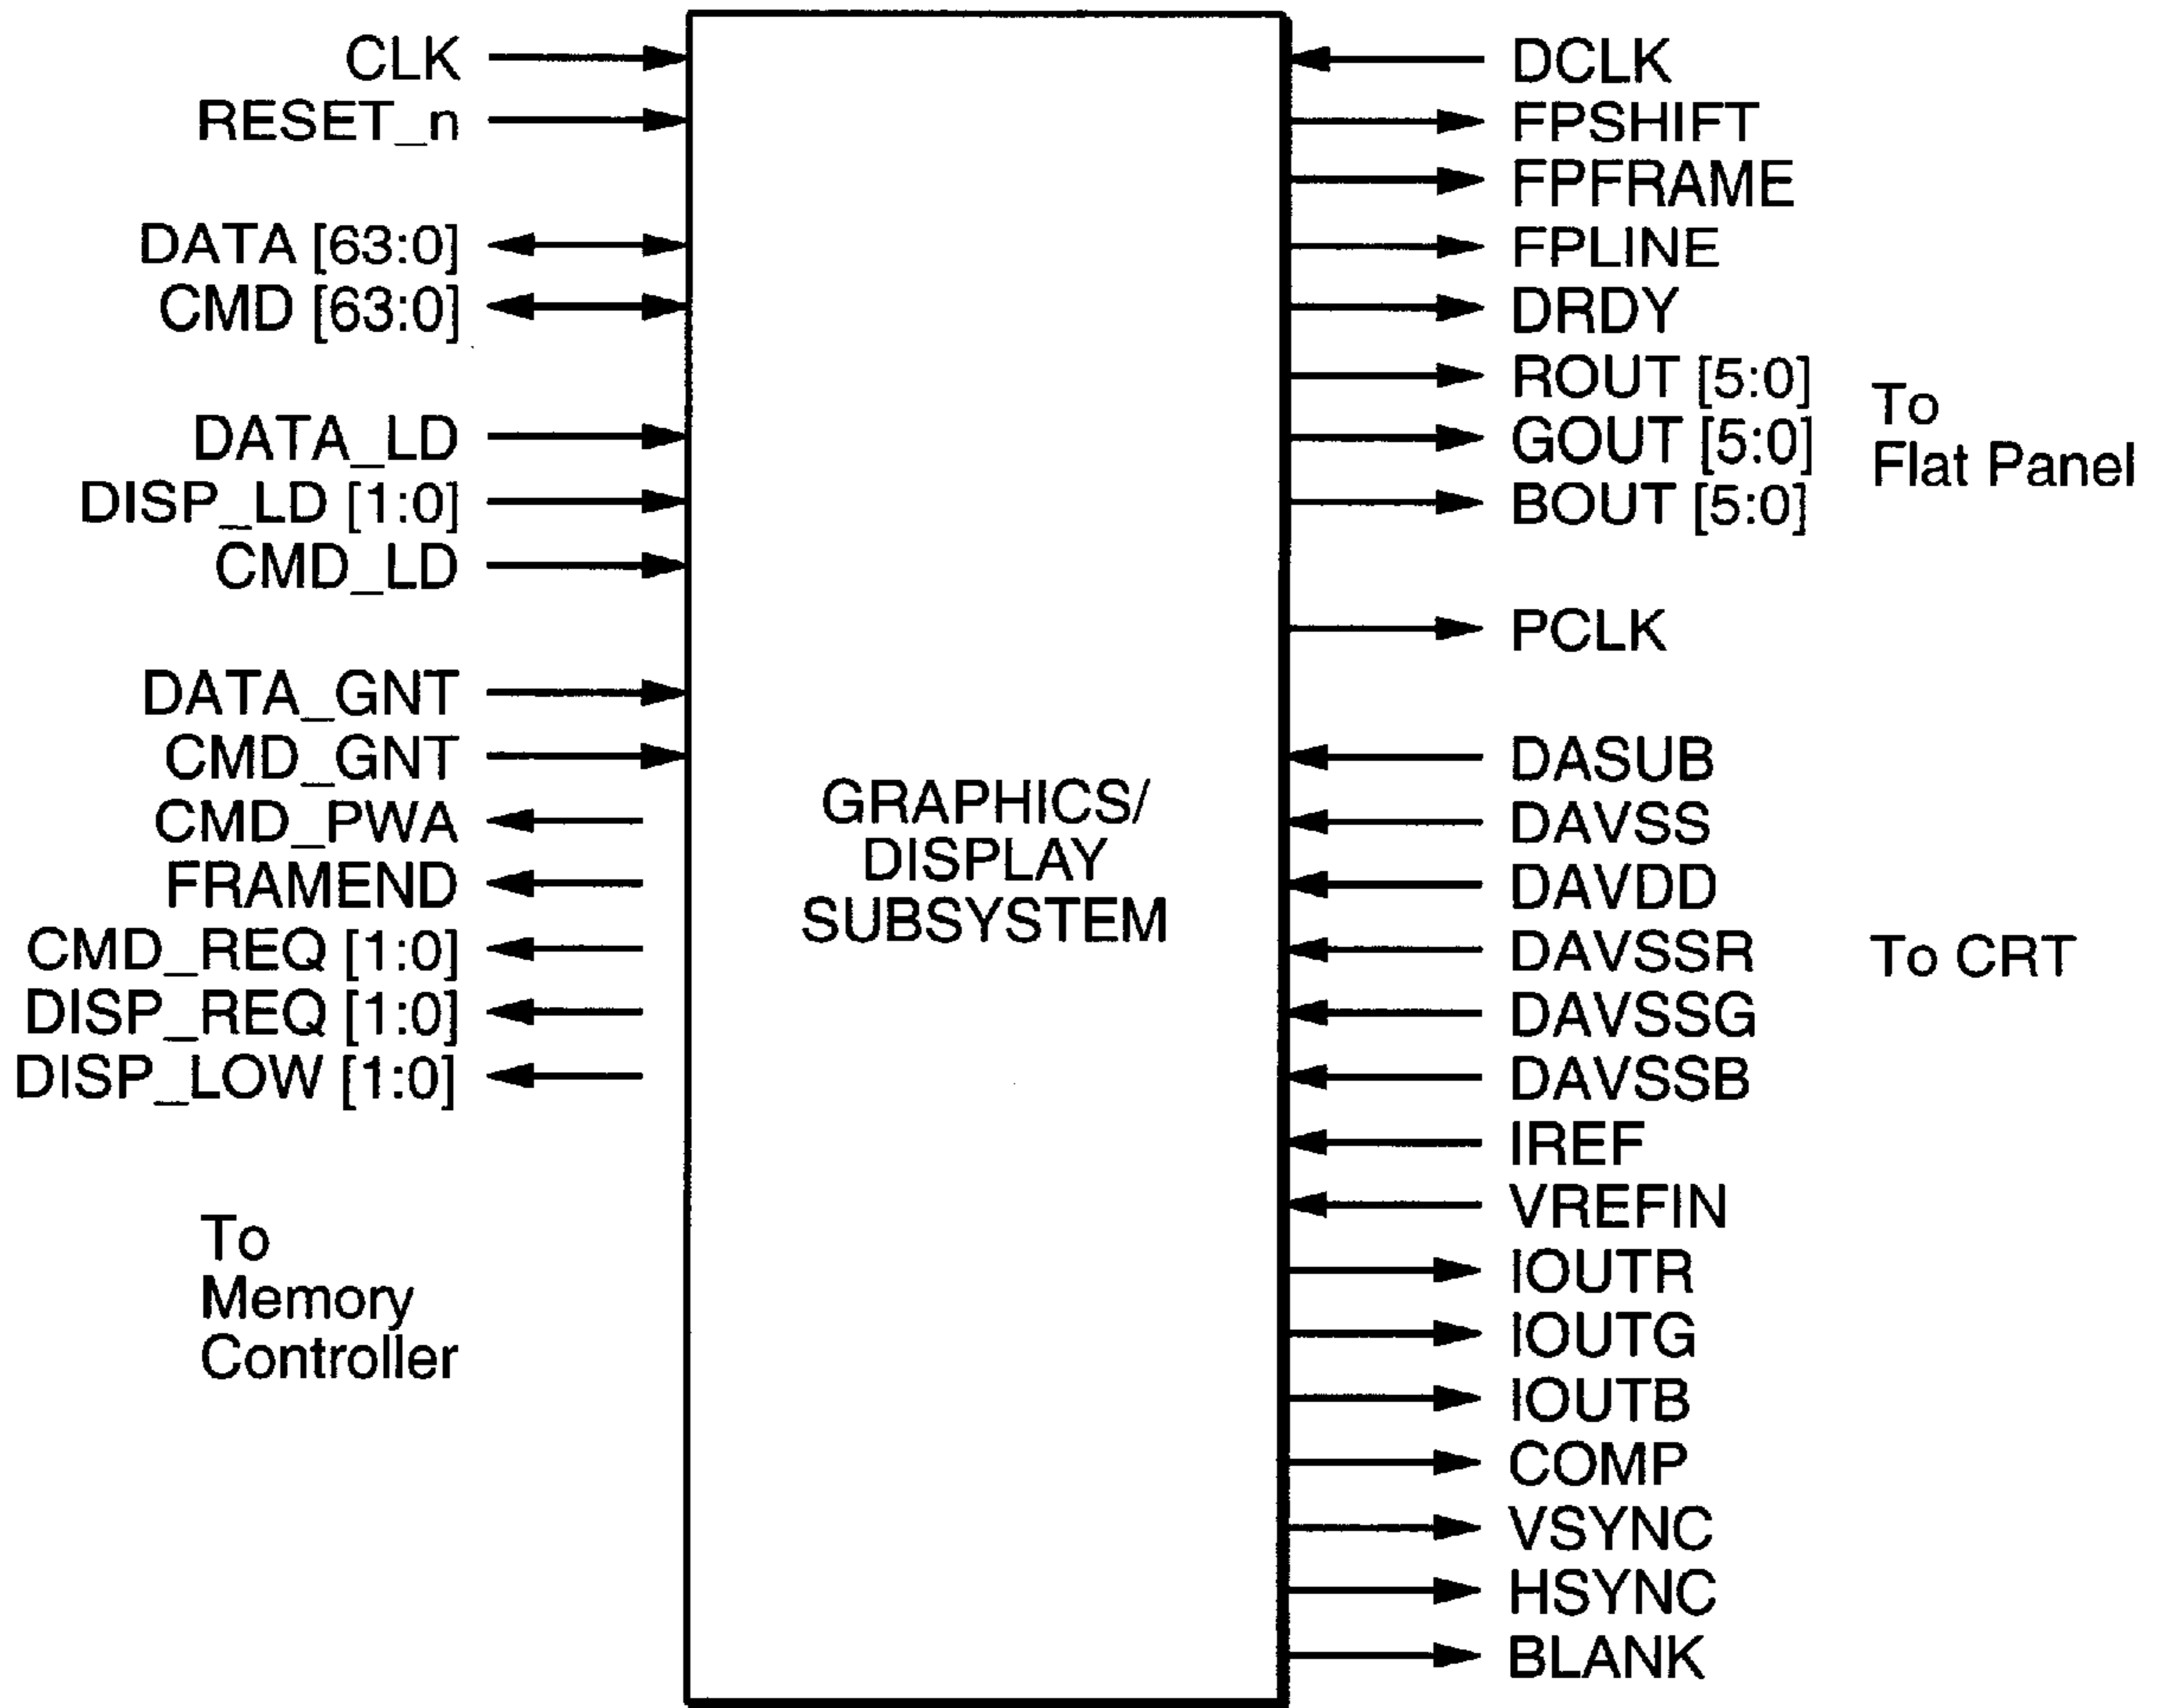 CLK
RESET_n
DATA [63:0]
CMD [63:0]
DATA_LD
DISP_LD [1:0]
CMD_LD
DATA_GNT
CMD_GNT
CMD_PWA
FRAMEND
CMD_REQ [1:0]
DISP_REQ [1:0]
DISP_LOW [1:0]
To
Memory
Controller
GRAPHICS/
DISPLAY
SUBSYSTEM
DCLK
FPSHIFT
FPFRAME
FPLINE
DRDY
ROUT [5:0]
GOUT [5:0]
BOUT [5:0]
To
Flat Panel
PCLK
DASUB
DAVSS
DAVDD
DAVSSR
DAVSSG
DAVSSB
IREF
VREFIN
IOUTR
IOUTG
IOUTB
COMP
VSYNC
HSYNC
BLANK
To CRT